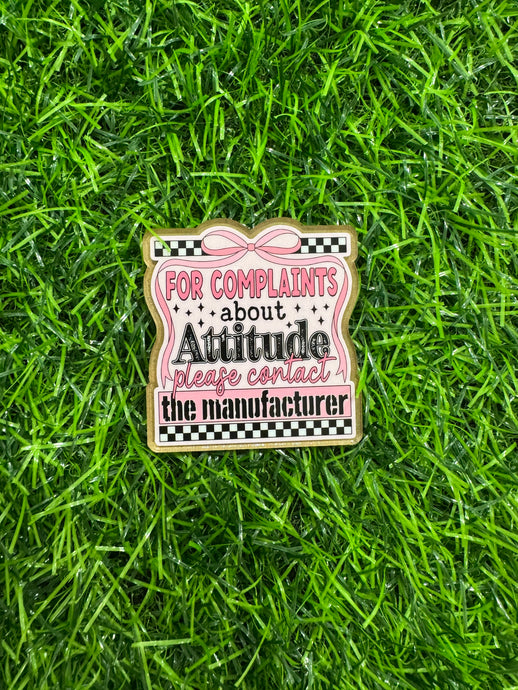 FOR COMPLAINTS
about
Attitude
please contact
the manufacturer